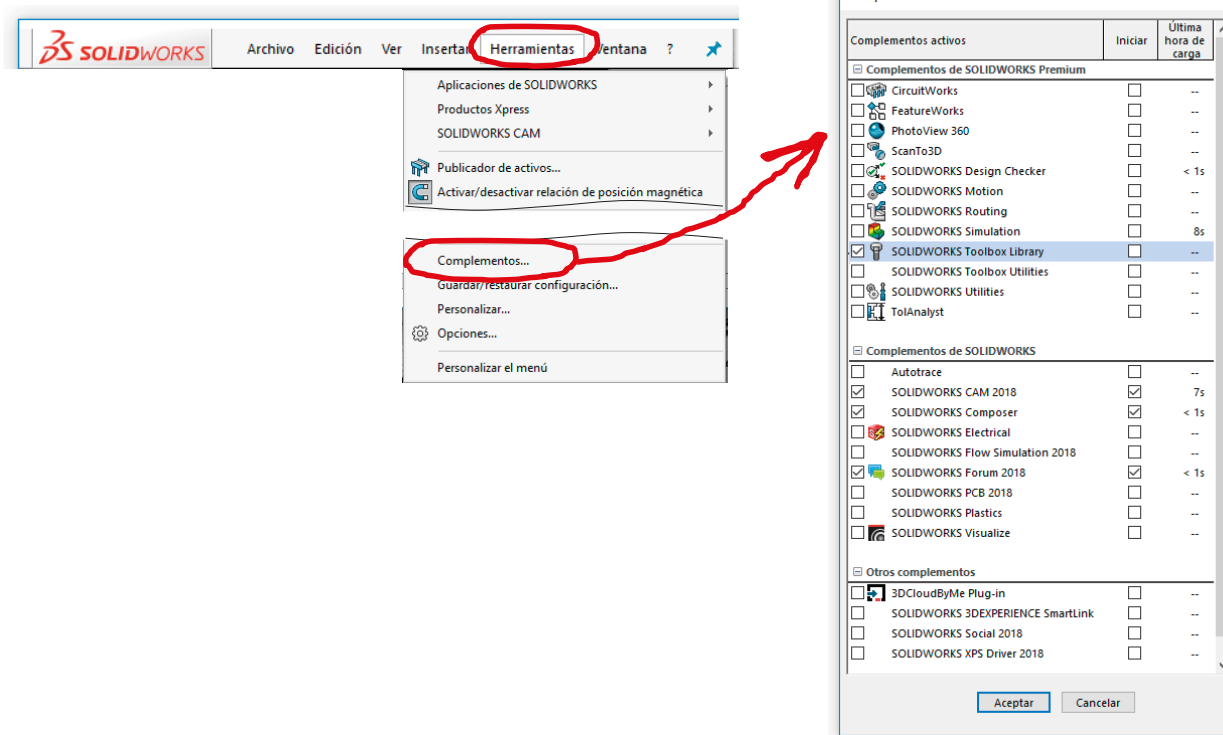 SOLIDWORKS
Archivo Edición Ver Insertar Herramientas Ventana ?
Aplicaciones de SOLIDWORKS
Productos Xpress
SOLIDWORKS CAM
Publicador de activos...
Activar/desactivar relación de posición magnética
Complementos...
Guardar/restaurar configuración...
Personalizar...
Opciones...
Personalizar el menú
Complementos activos Iniciar Última hora de carga
Complementos de SOLIDWORKS Premium
CircuitWorks --
FeatureWorks --
PhotoView 360 --
ScanTo3D --
SOLIDWORKS Design Checker < 1s
SOLIDWORKS Motion --
SOLIDWORKS Routing --
SOLIDWORKS Simulation 8s
SOLIDWORKS Toolbox Library --
SOLIDWORKS Toolbox Utilities --
SOLIDWORKS Utilities --
TolAnalyst --
Complementos de SOLIDWORKS
Autotrace --
SOLIDWORKS CAM 2018 7s
SOLIDWORKS Composer < 1s
SOLIDWORKS Electrical --
SOLIDWORKS Flow Simulation 2018 --
SOLIDWORKS Forum 2018 < 1s
SOLIDWORKS PCB 2018 --
SOLIDWORKS Plastics --
SOLIDWORKS Visualize --
Otros complementos
3DCloudByMe Plug-in --
SOLIDWORKS 3DEXPERIENCE SmartLink --
SOLIDWORKS Social 2018 --
SOLIDWORKS XPS Driver 2018 --
Aceptar Cancelar